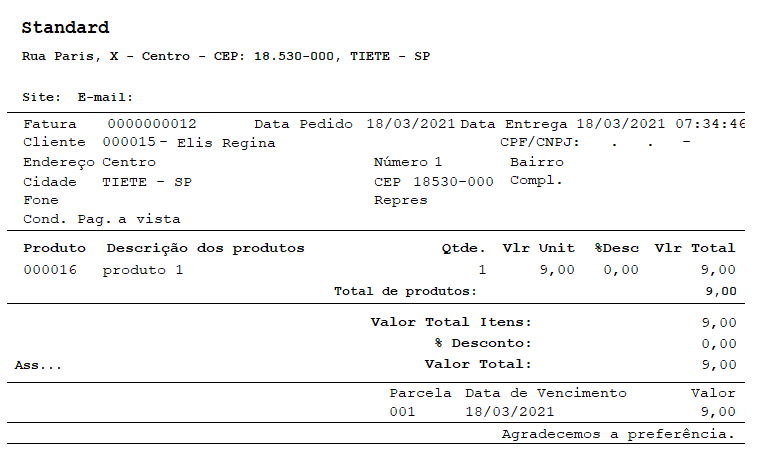 Standard
Rua Paris, X - Centro - CEP: 18.530-000, TIETE - SP
Site: E-mail:
Fatura 0000000012 Data Pedido 18/03/2021 Data Entrega 18/03/2021 07:34:46
Cliente 000015 - Elis Regina CPF/CNPJ: . . -
Endereço Centro Número 1 Bairro
Cidade TIETE - SP CEP 18530-000 Compl.
Fone Repres
Cond. Pag. a vista
Produto Descrição dos produtos Qtde. Vlr Unit %Desc Vlr Total
000016 produto 1 1 9,00 0,00 9,00
Total de produtos: 9,00
Valor Total Itens: 9,00
% Desconto: 0,00
Ass... Valor Total: 9,00
Parcela Data de Vencimento Valor
001 18/03/2021 9,00
Agradecemos a preferência.